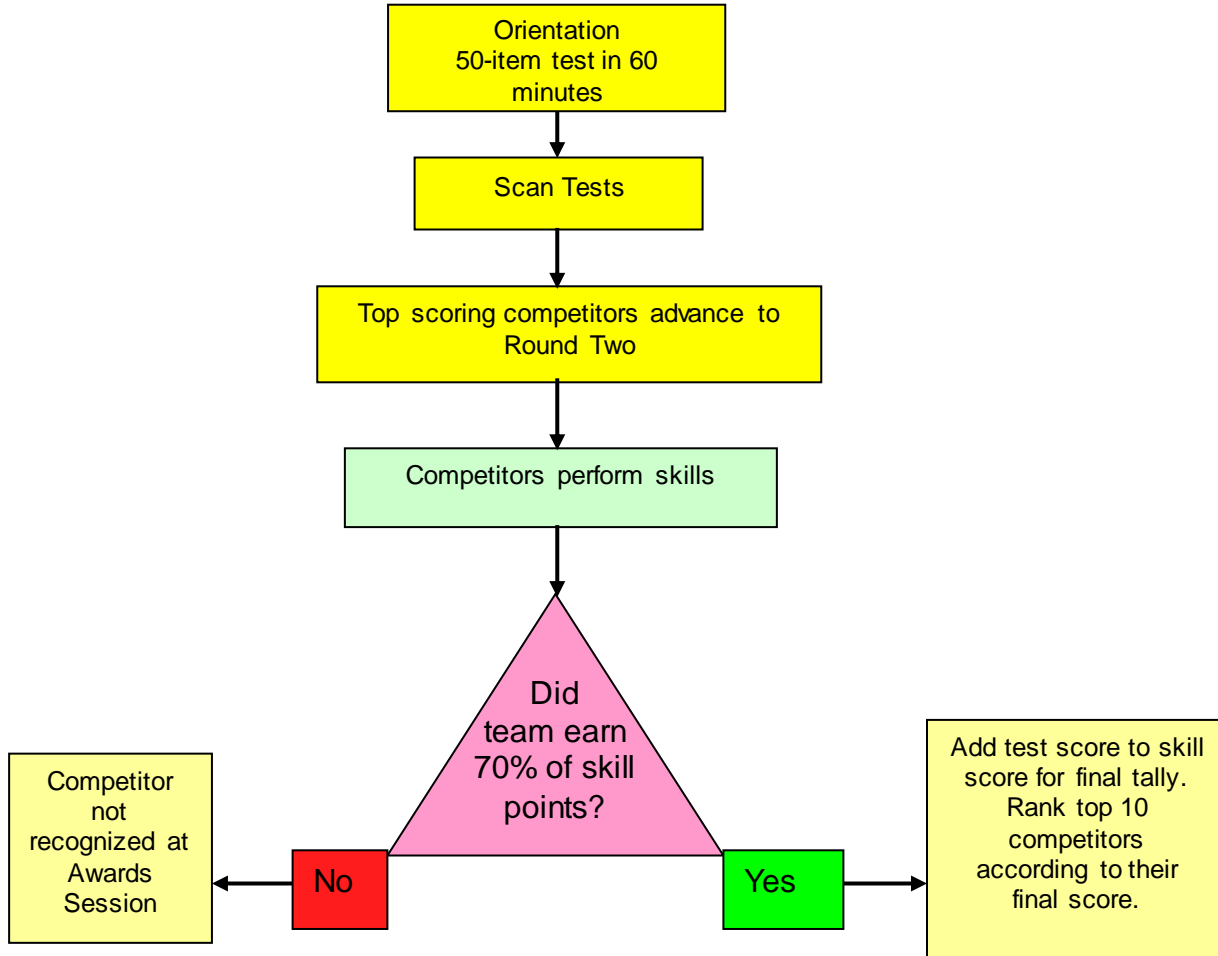 Orientation
50-item test in 60
minutes
Scan Tests
Top scoring competitors advance to
Round Two
Competitors perform skills
Did
team earn
70% of skill
points?
No
Yes
Competitor
not
recognized at
Awards
Session
Add test score to skill
score for final tally.
Rank top 10
competitors
according to their
final score.